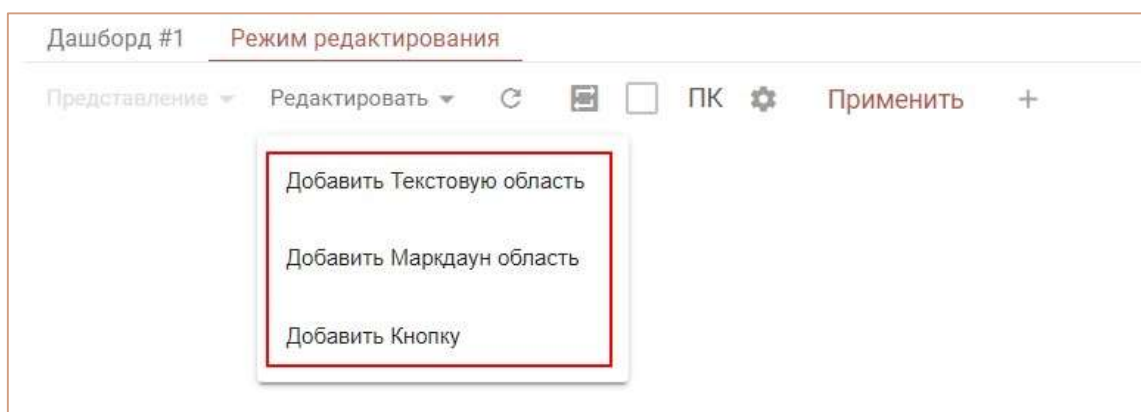 Дашборд #1 Режим редактирования
Представление Редактировать ПК Применить +
Добавить Текстовую область
Добавить Маркдаун область
Добавить Кнопку